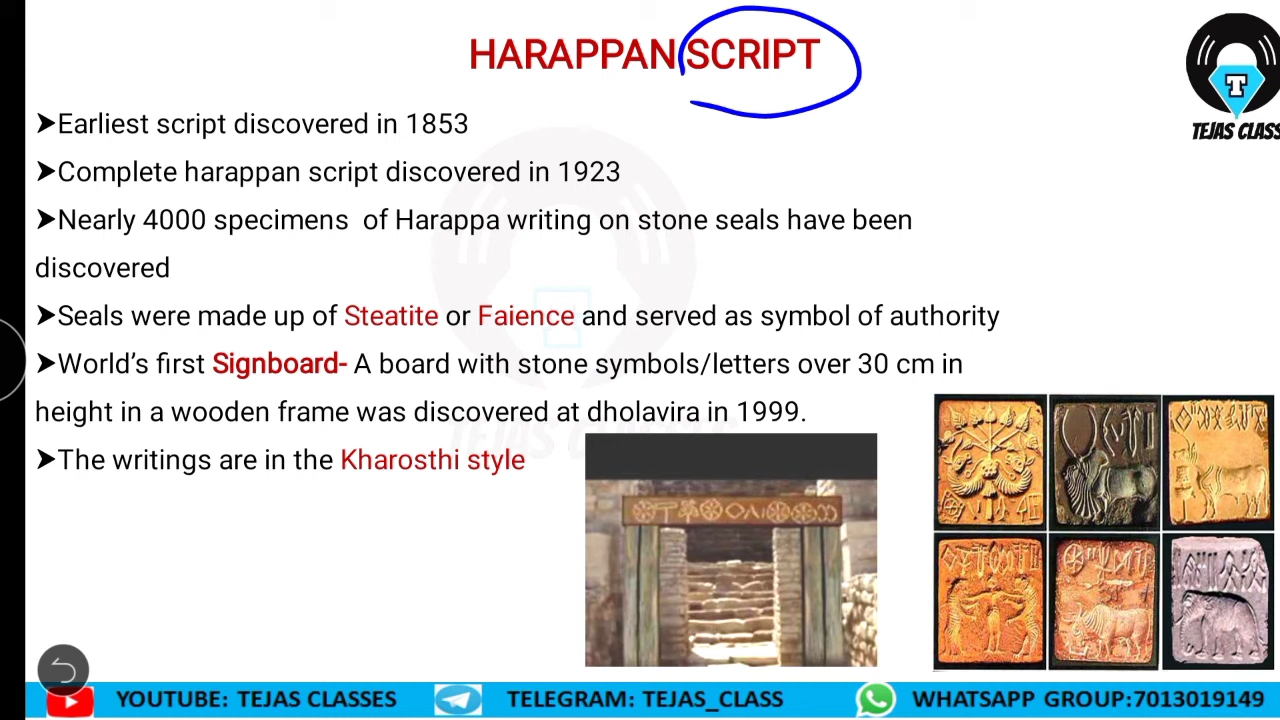 HARAPPAN SCRIPT
T
TEJAS CLASS
➤Earliest script discovered in 1853
➤Complete harappan script discovered in 1923
➤Nearly 4000 specimens of Harappa writing on stone seals have been
discovered
➤Seals were made up of Steatite or Faience and served as symbol of authority
➤World's first Signboard- A board with stone symbols/letters over 30 cm in
height in a wooden frame was discovered at dholavira in 1999.
➤The writings are in the Kharosthi style
YOUTUBE: TEJAS CLASSES TELEGRAM: TEJAS_CLASS WHATSAPP GROUP:7013019149